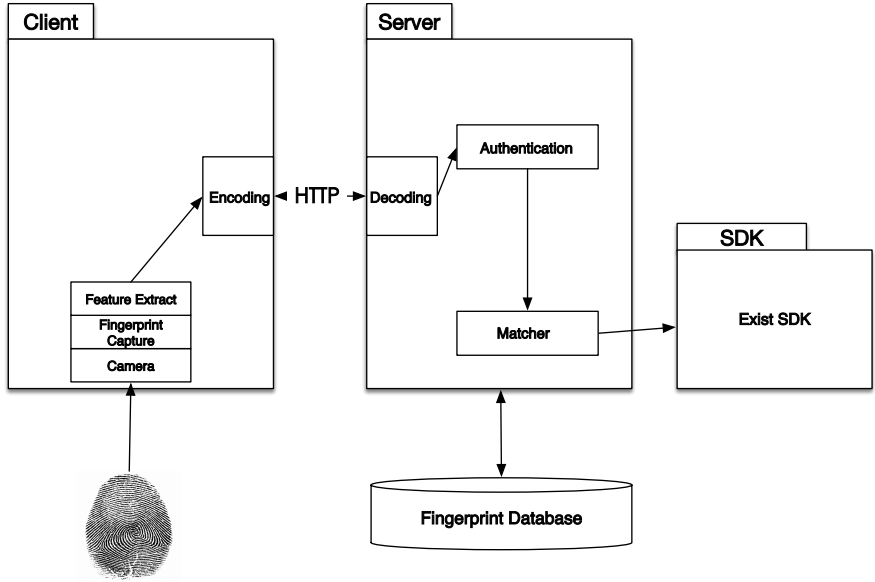 Client
Server
Authentication
Encoding
HTTP
Decoding
SDK
Feature Extract
Fingerprint
Capture
Camera
Matcher
Exist SDK
Fingerprint Database